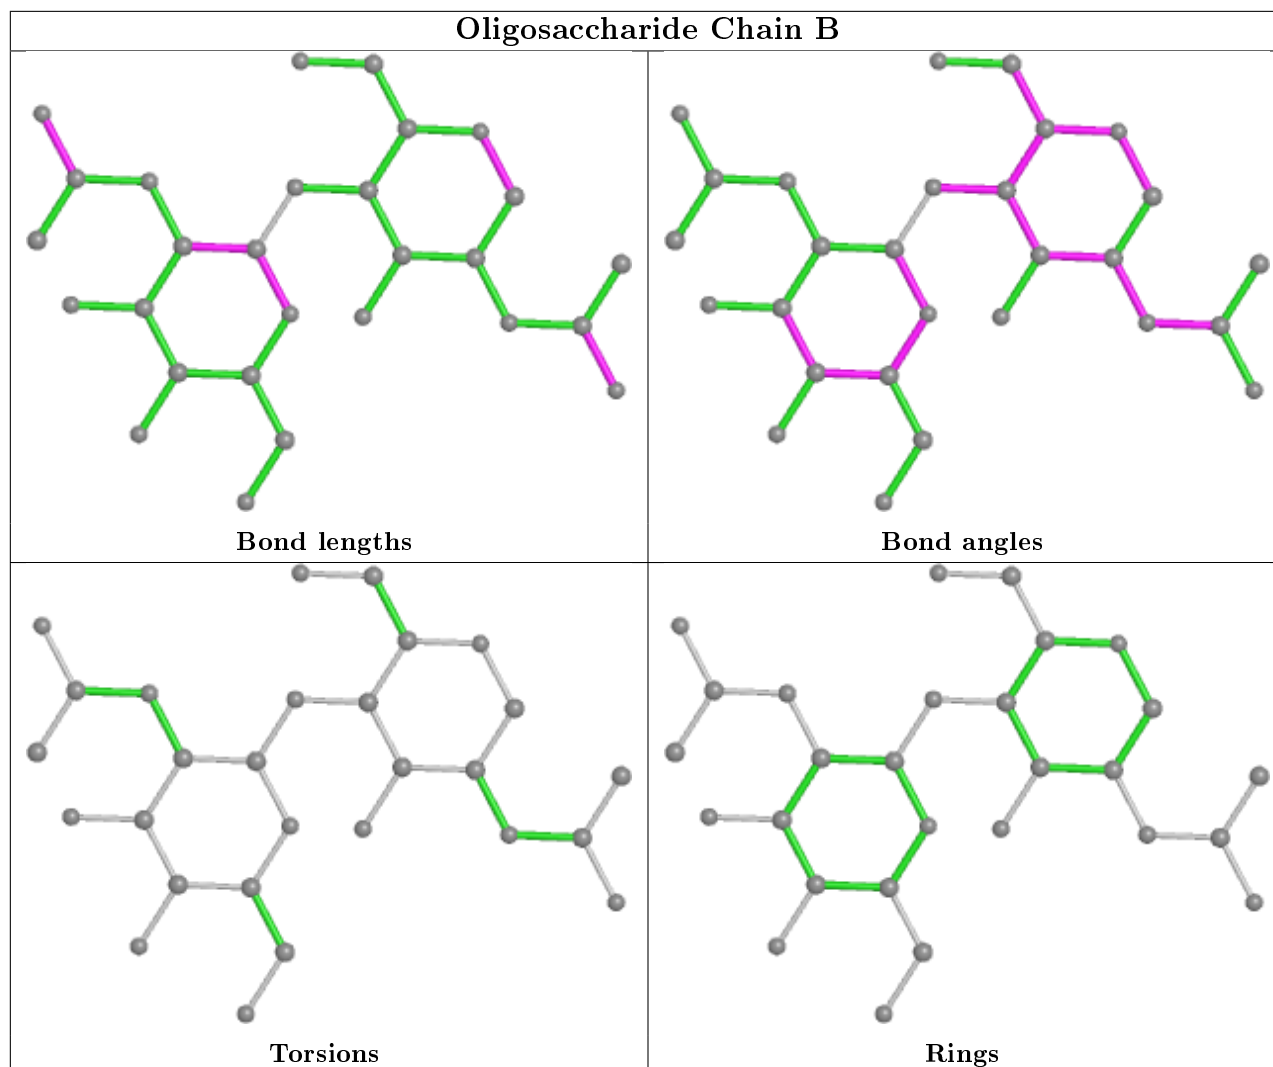 Oligosaccharide Chain B
Bond lengths
Bond angles
Torsions
Rings